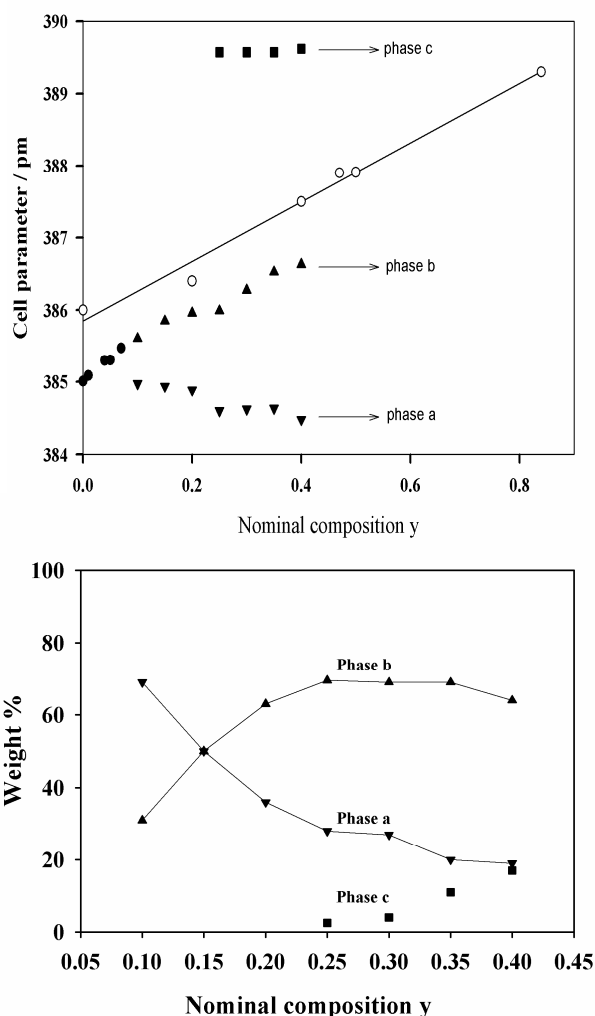 390
389
388
387
386
385
384
Cell parameter / pm
phase c
phase b
phase a
0.0 0.2 0.4 0.6 0.8
Nominal composition y
100
80
60
40
20
0
Weight %
Phase b
Phase a
Phase c
0.05 0.10 0.15 0.20 0.25 0.30 0.35 0.40 0.45
Nominal composition y